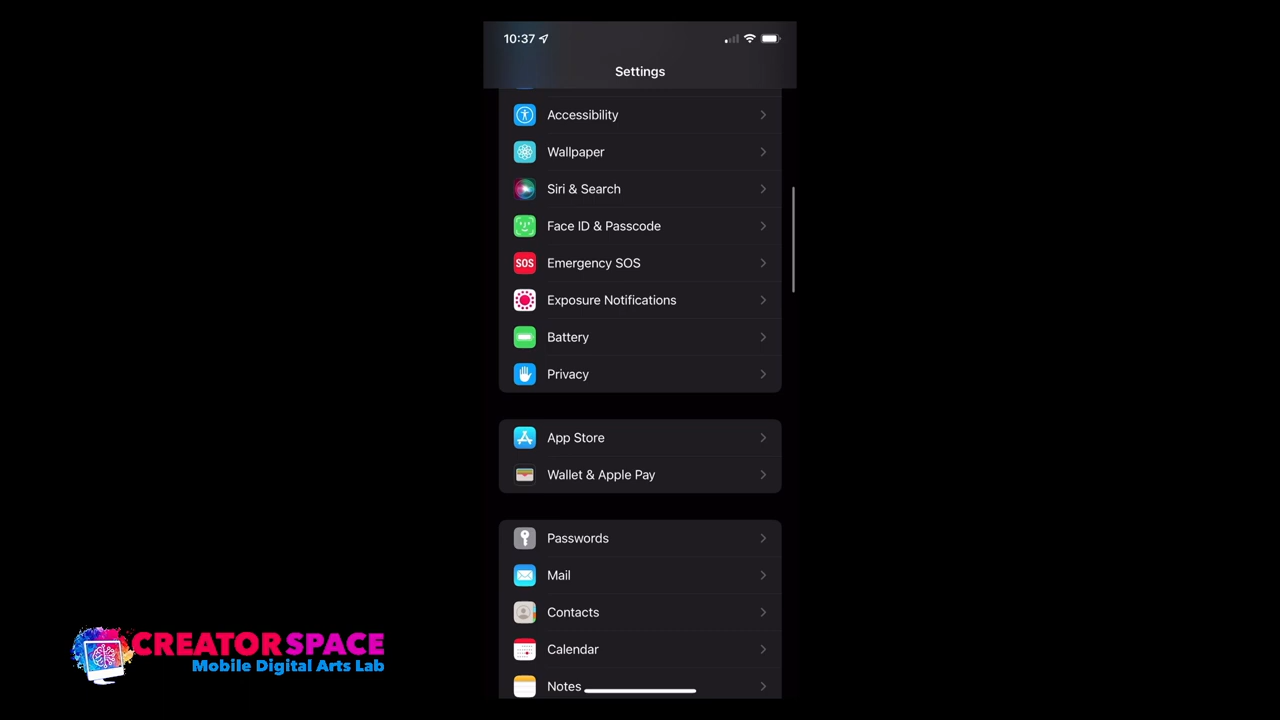 10:37
Settings
Accessibility
Wallpaper
Siri & Search
Face ID & Passcode
SOS Emergency SOS
Exposure Notifications
Battery
Privacy
App Store
Wallet & Apple Pay
Passwords
Mail
Contacts
Calendar
Notes
CREATORSPACE
Mobile Digital Arts Lab